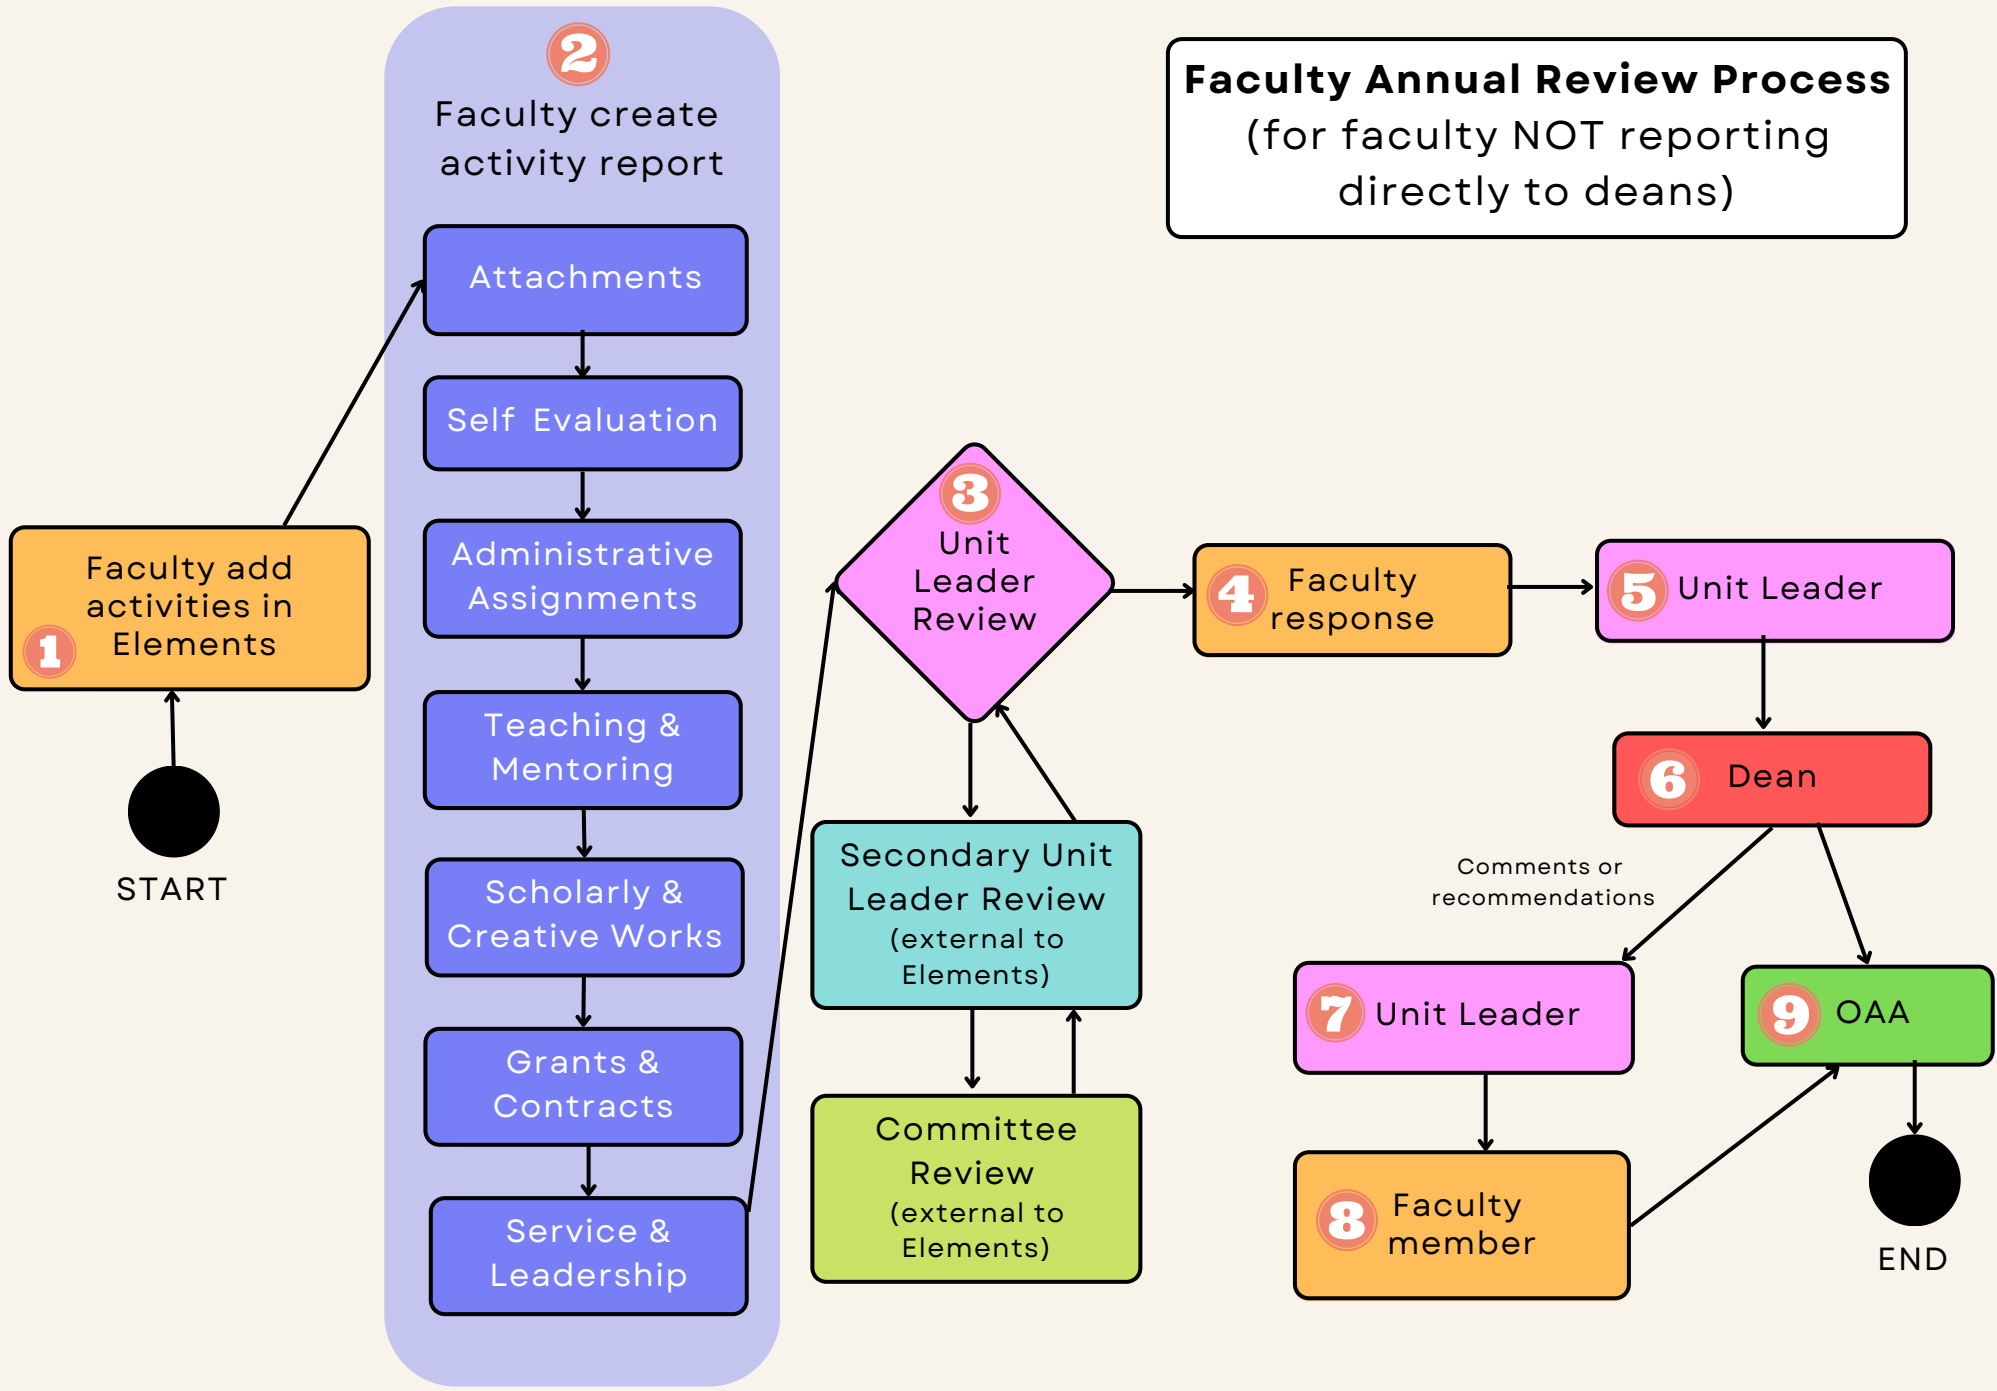 Faculty Annual Review Process
(for faculty NOT reporting
directly to deans)
START
1
Faculty add
activities in
Elements
2
Faculty create
activity report
Attachments
Self Evaluation
Administrative
Assignments
Teaching &
Mentoring
Scholarly &
Creative Works
Grants &
Contracts
Service &
Leadership
3
Unit
Leader
Review
Secondary Unit
Leader Review
(external to
Elements)
Committee
Review
(external to
Elements)
4
Faculty
response
5
Unit Leader
6
Dean
Comments or
recommendations
7
Unit Leader
8
Faculty
member
9
OAA
END